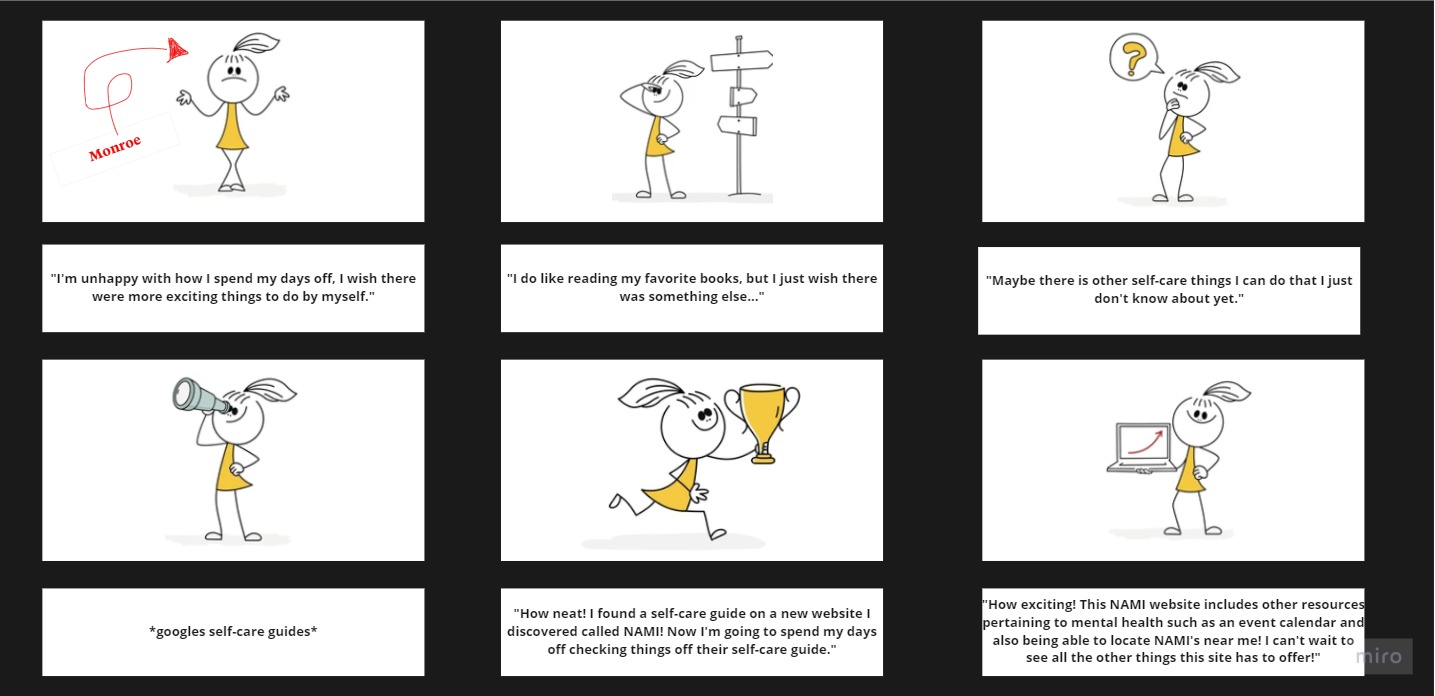 Monroe
?
"I'm unhappy with how I spend my days off, I wish there
were more exciting things to do by myself."
"I do like reading my favorite books, but I just wish there
was something else..."
"Maybe there is other self-care things I can do that I just
don't know about yet."
*googles self-care guides*
"How neat! I found a self-care guide on a new website I
discovered called NAMI! Now I'm going to spend my days
off checking things off their self-care guide."
"How exciting! This NAMI website includes other resources
pertaining to mental health such as an event calendar and
also being able to locate NAMI's near me! I can't wait to
see all the other things this site has to offer!"
miro